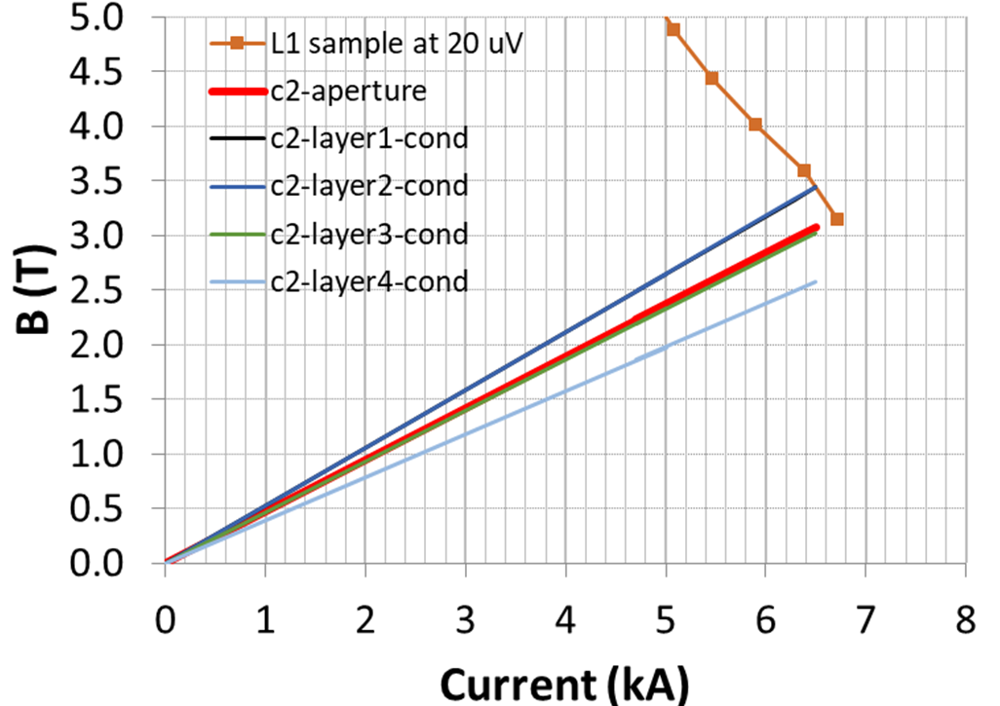 5.0
4.5
4.0
3.5
3.0
2.5
2.0
1.5
1.0
0.5
0.0
B (T)
L1 sample at 20 uV
c2-aperture
c2-layer1-cond
c2-layer2-cond
c2-layer3-cond
c2-layer4-cond
0 1 2 3 4 5 6 7 8
Current (kA)